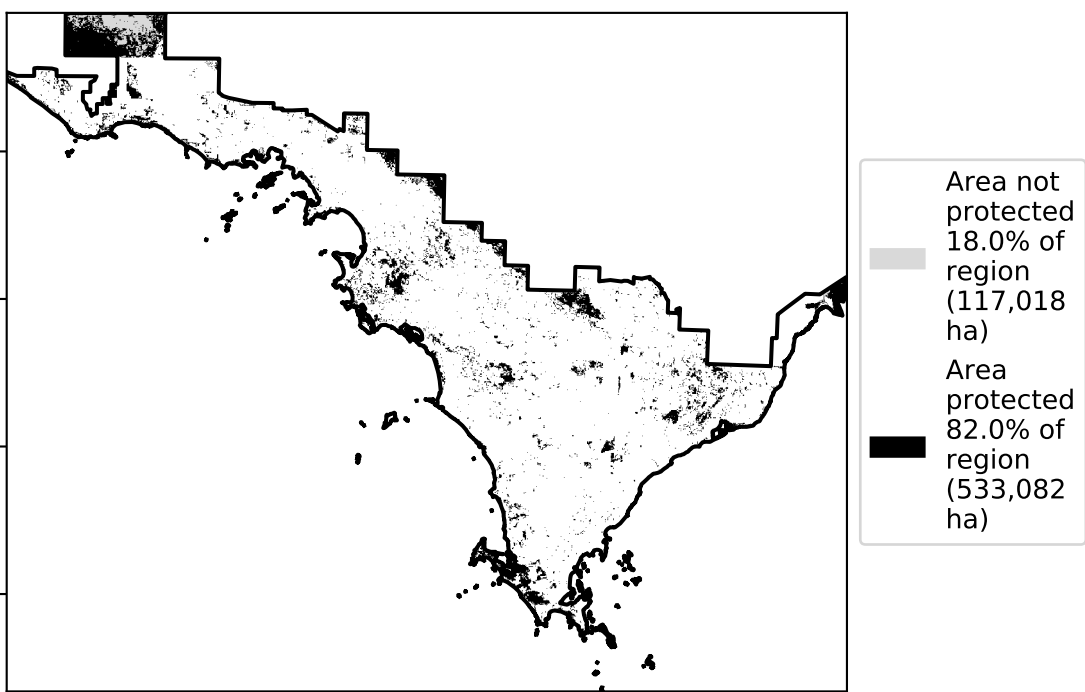 Area not
protected
18.0% of
region
(117,018
ha)
Area
protected
82.0% of
region
(533,082
ha)